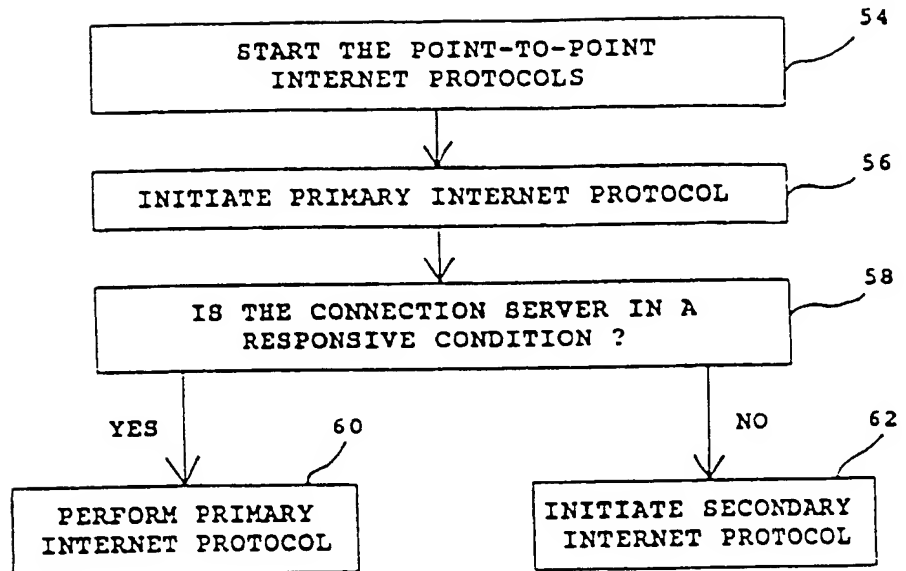 54
START THE POINT-TO-POINT
INTERNET PROTOCOLS
56
INITIATE PRIMARY INTERNET PROTOCOL
58
IS THE CONNECTION SERVER IN A
RESPONSIVE CONDITION ?
YES
60
NO
62
PERFORM PRIMARY
INTERNET PROTOCOL
INITIATE SECONDARY
INTERNET PROTOCOL